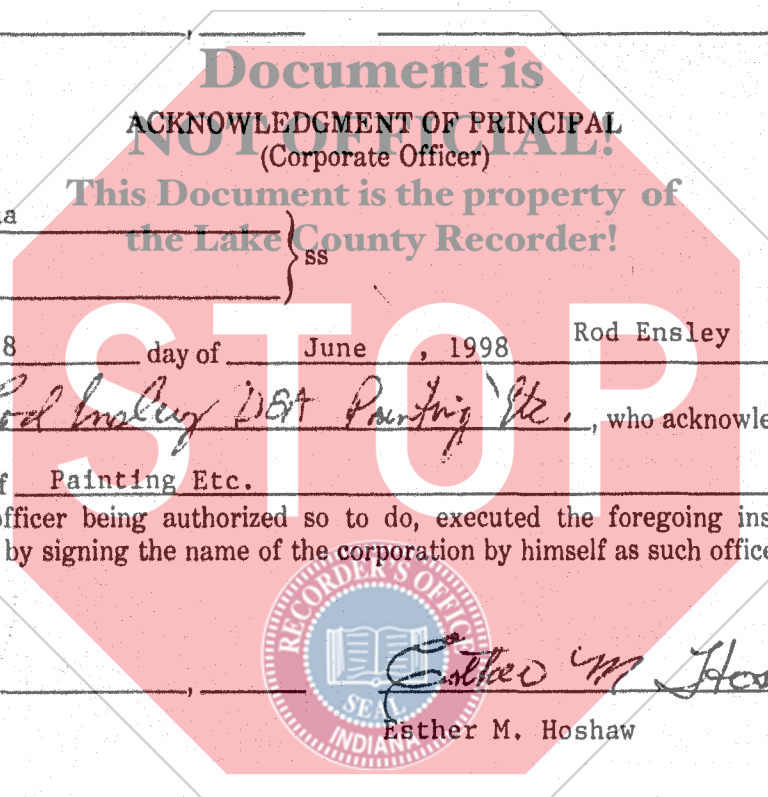 Document is
ACKNOWLEDGMENT OF PRINCIPAL
NOT OFFICIAL!
(Corporate Officer)
This Document is the property of
the Lake County Recorder!
ss
8 day of June, 1998 Rod Ensley
Rod Ensley DBA Painting Etc., who acknowle
f Painting Etc.
officer being authorized so to do, executed the foregoing ins
by signing the name of the corporation by himself as such office
STOP
RECORDER'S OFFICE
SEAL
INDIANA
Esther M Hos
Esther M. Hoshaw